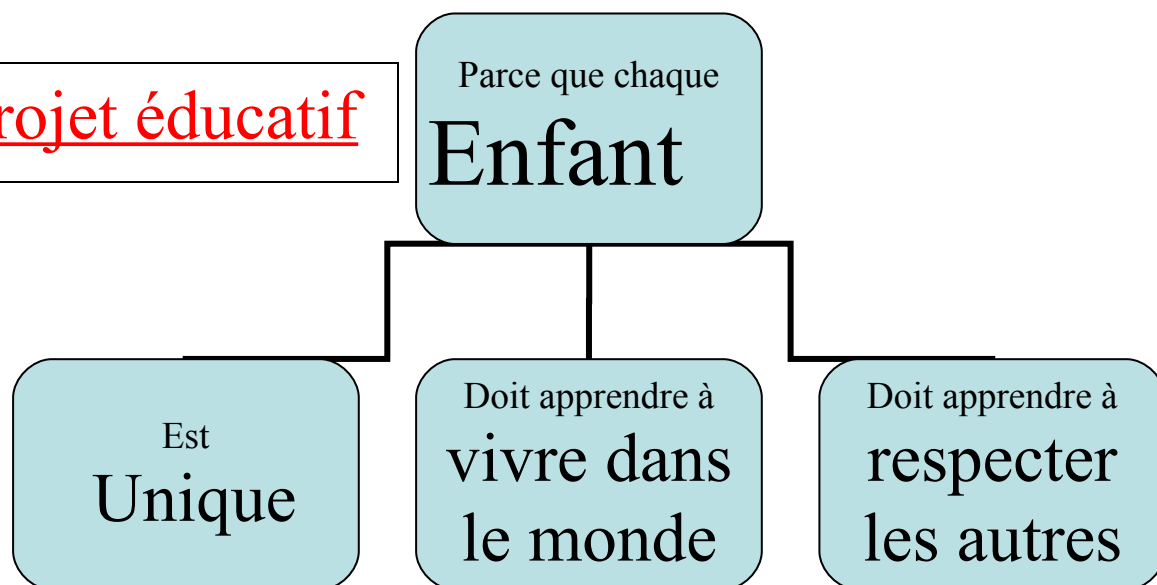 rojet éducatif
Parce que chaque
Enfant
Est
Unique
Doit apprendre à
vivre dans
le monde
Doit apprendre à
respecter
les autres